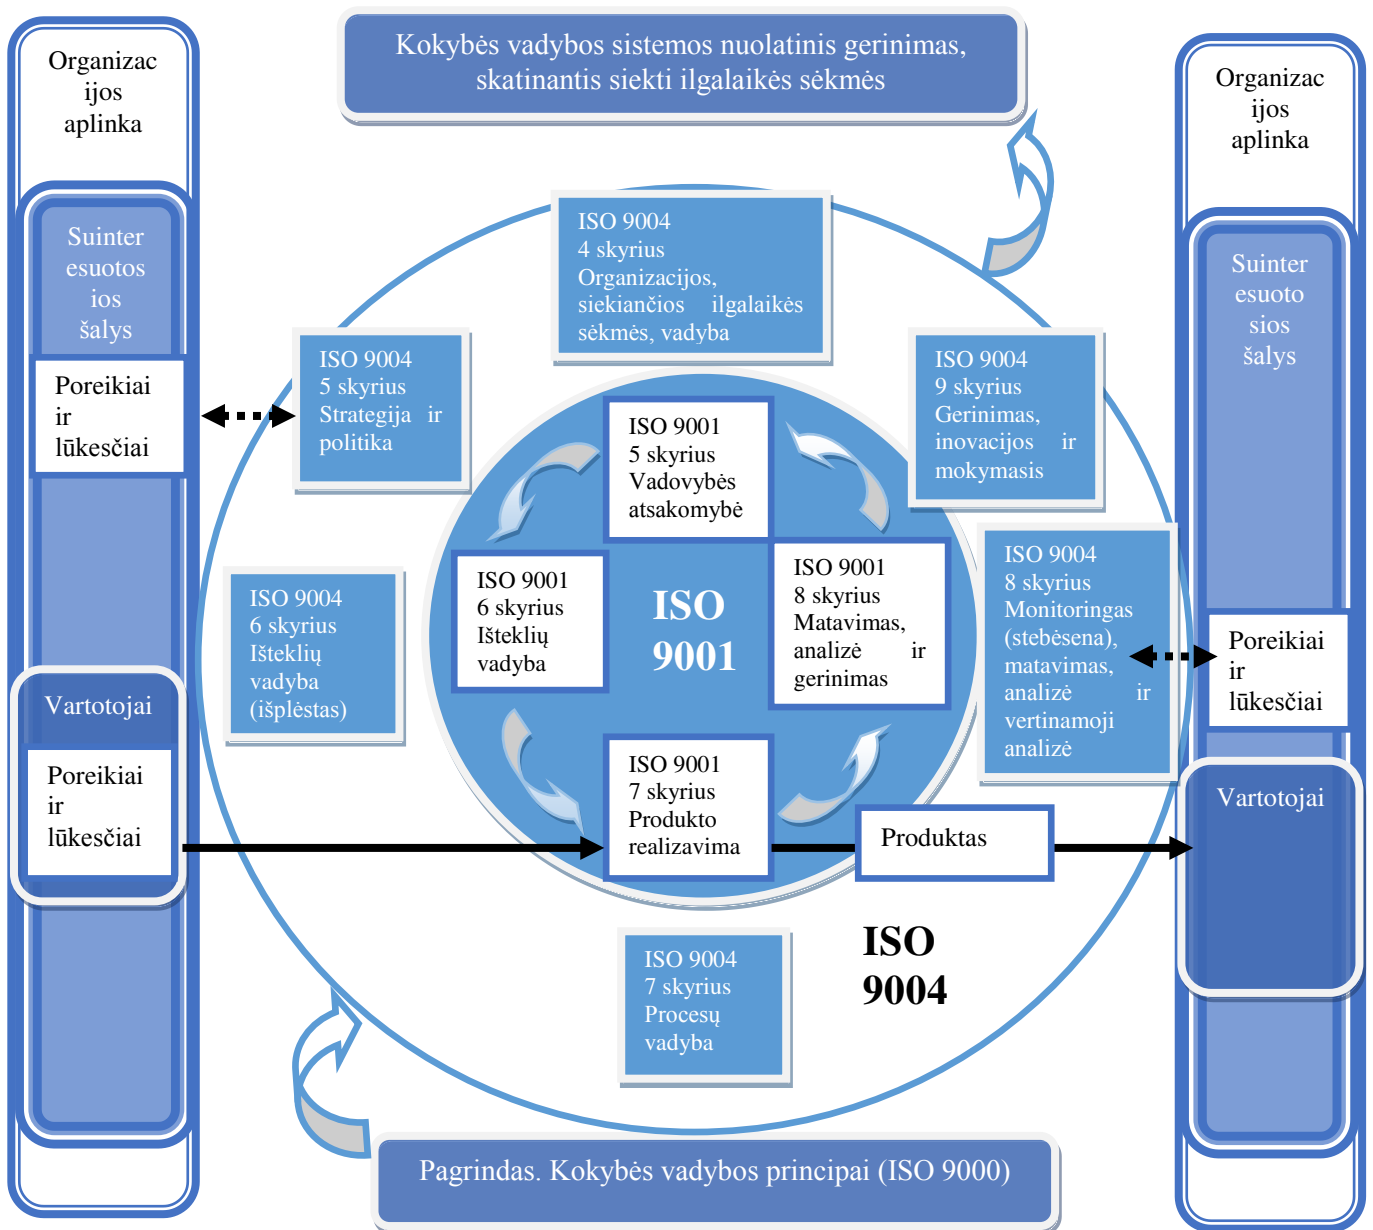 Kokybės vadybos sistemos nuolatinis gerinimas,
skatinantis siekti ilgalaikės sėkmės
Organizac
ijos
aplinka
Suinter
esuotos
ios
šalys
Poreikiai
ir
lūkesčiai
Vartotojai
Poreikiai
ir
lūkesčiai
ISO 9004
4 skyrius
Organizacijos,
siekiančios ilgalaikės
sėkmės, vadyba
ISO 9004
5 skyrius
Strategija ir
politika
ISO 9004
9 skyrius
Gerinimas,
inovacijos ir
mokymasis
ISO 9001
5 skyrius
Vadovybės
atsakomybė
ISO 9004
6 skyrius
Išteklių
vadyba
(išplėstas)
ISO 9001
6 skyrius
Išteklių
vadyba
ISO
9001
ISO 9001
8 skyrius
Matavimas,
analizė ir
gerinimas
ISO 9004
8 skyrius
Monitoringas
(stebėsena),
matavimas,
analizė ir
vertinamoji
analizė
ISO 9001
7 skyrius
Produkto
realizavima
Produktas
ISO
9004
ISO 9004
7 skyrius
Procesų
vadyba
Organizac
ijos
aplinka
Suinter
esuoto
sios
šalys
Poreikiai
ir
lūkesčiai
Vartotojai
Pagrindas. Kokybės vadybos principai (ISO 9000)